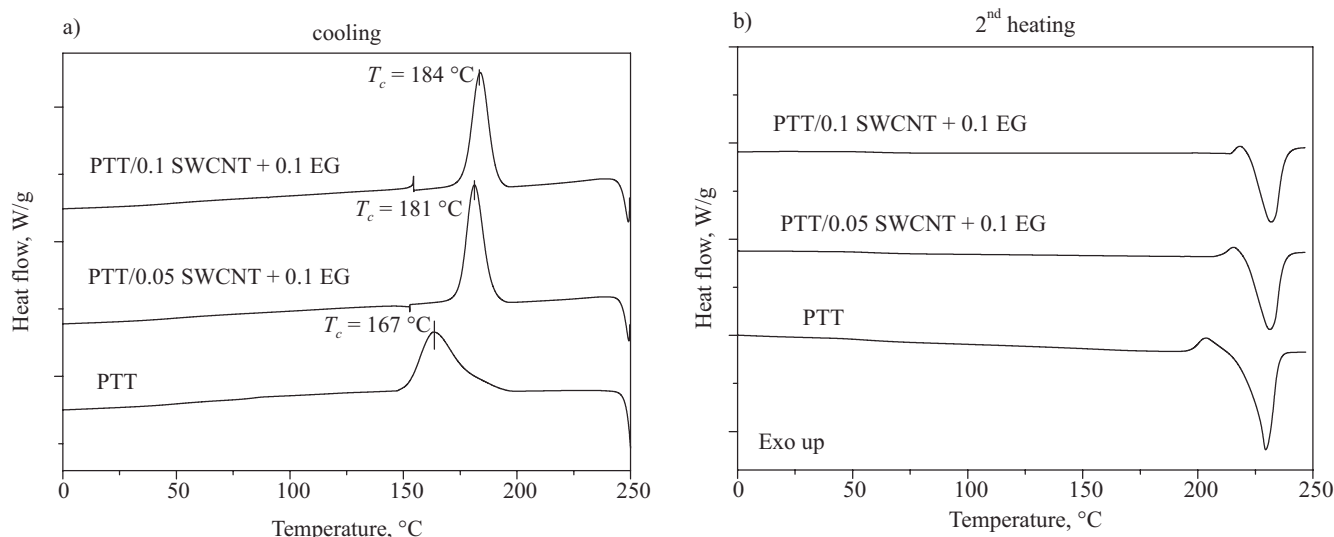 a)
cooling
T_c = 184 °C
PTT/0.1 SWCNT + 0.1 EG
T_c = 181 °C
PTT/0.05 SWCNT + 0.1 EG
T_c = 167 °C
PTT
Heat flow, W/g
0 50 100 150 200 250
Temperature, °C
b)
2nd heating
PTT/0.1 SWCNT + 0.1 EG
PTT/0.05 SWCNT + 0.1 EG
PTT
Exo up
Heat flow, W/g
0 50 100 150 200 250
Temperature, °C